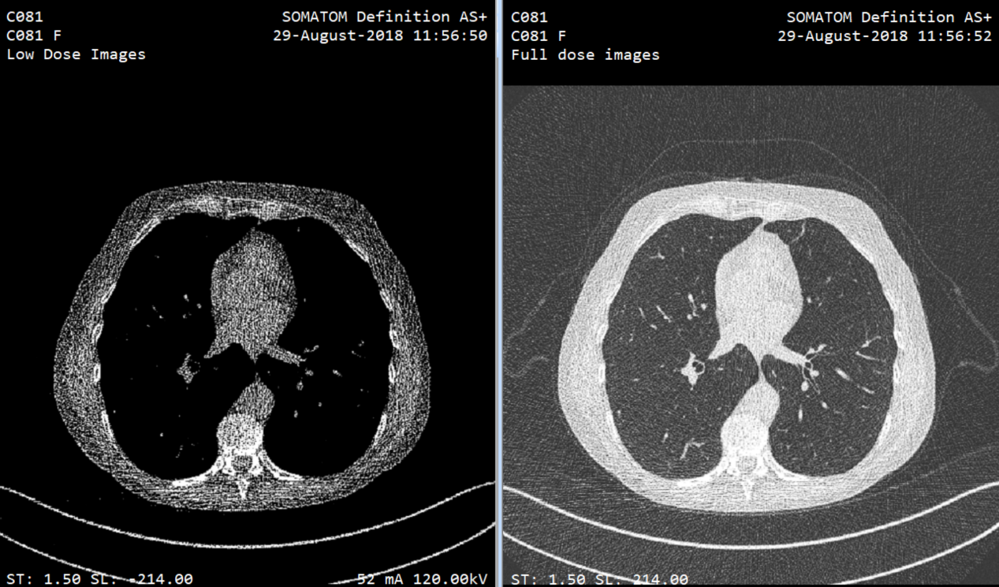 C081
C081 F
Low Dose Images
SOMATOM Definition AS+
29-August-2018 11:56:50
ST: 1.50 SL: -214.00
52 mA 120.00kV
C081
C081 F
Full dose images
SOMATOM Definition AS+
29-August-2018 11:56:52
ST: 1.50 SL: -214.00